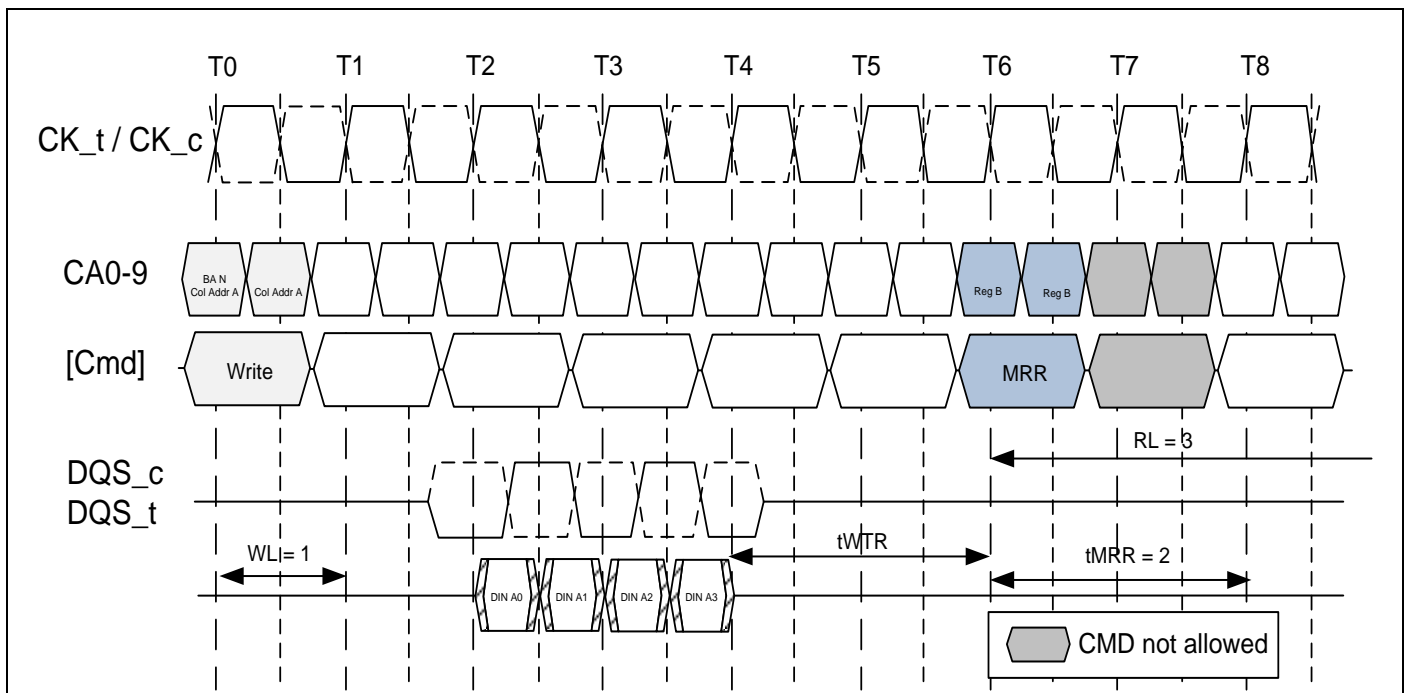 T0 T1 T2 T3 T4 T5 T6 T7 T8
CK_t / CK_c
CA0-9
BA N
Col Addr A
Col Addr A
Reg B
Reg B
[Cmd]
Write
MRR
RL = 3
DQS_c
DQS_t
WL = 1
tWTR
tMRR = 2
DIN A0
DIN A1
DIN A2
DIN A3
CMD not allowed